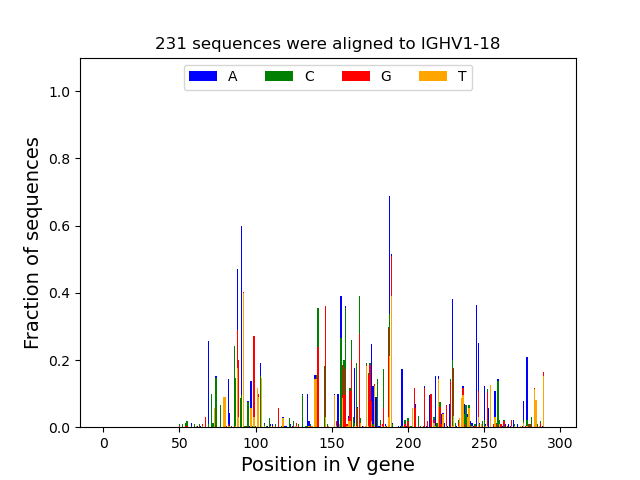 231 sequences were aligned to IGHV1-18
A C G T
1.0
0.8
0.6
0.4
0.2
0.0
Fraction of sequences
0 50 100 150 200 250 300
Position in V gene